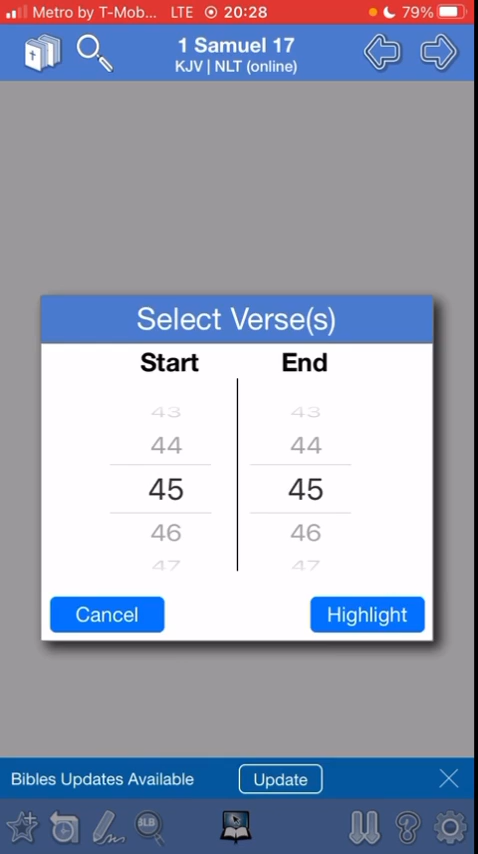 Metro by T-Mob... LTE 20:28 79%
1 Samuel 17
KJV | NLT (online)
Select Verse(s)
Start End
43 43
44 44
45 45
46 46
47 47
Cancel Highlight
Bibles Updates Available Update
BLB